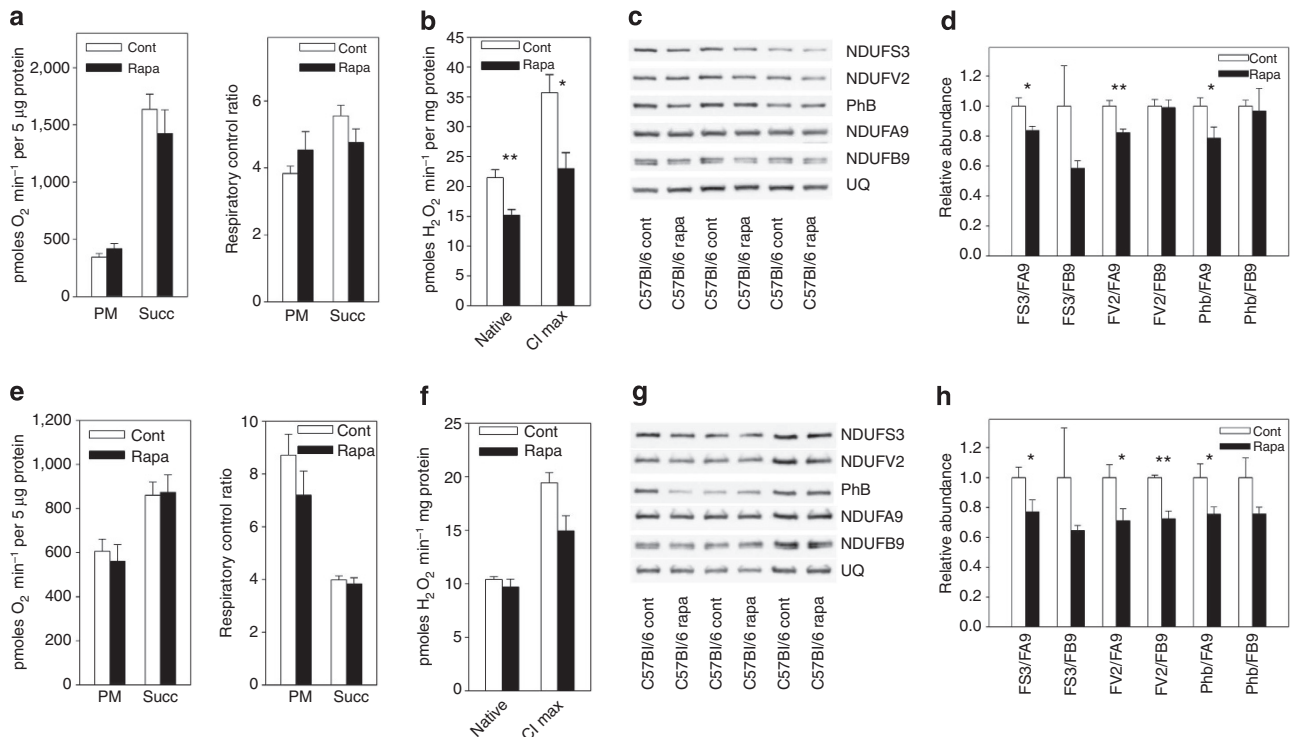 a
pmoles O2 min−1 per 5 µg protein
2,000
1,500
1,000
500
0
Cont
Rapa
PM Succ
Respiratory control ratio
6
4
2
0
Cont
Rapa
PM Succ
b
pmoles H2O2 min−1 per mg protein
45
40
35
30
25
20
15
10
5
0
Cont
Rapa
**
*
Native
CI max
c
NDUFS3
NDUFV2
PhB
NDUFA9
NDUFB9
UQ
C57Bl/6 cont
C57Bl/6 rapa
C57Bl/6 cont
C57Bl/6 rapa
C57Bl/6 cont
C57Bl/6 rapa
d
Relative abundance
1.2
1.0
0.8
0.6
0.4
0.2
0.0
Cont
Rapa
*
**
*
FS3/FA9
FS3/FB9
FV2/FA9
FV2/FB9
Phb/FA9
Phb/FB9
e
pmoles O2 min−1 per 5 µg protein
1,200
1,000
800
600
400
200
0
Cont
Rapa
PM Succ
Respiratory control ratio
10
8
6
4
2
0
Cont
Rapa
PM Succ
f
pmoles H2O2 min−1 mg protein
25
20
15
10
5
0
Cont
Rapa
Native
CI max
g
NDUFS3
NDUFV2
PhB
NDUFA9
NDUFB9
UQ
C57Bl/6 cont
C57Bl/6 rapa
C57Bl/6 cont
C57Bl/6 rapa
C57Bl/6 cont
C57Bl/6 rapa
h
Relative abundance
1.2
1.0
0.8
0.6
0.4
0.2
0.0
Cont
Rapa
*
*
**
*
FS3/FA9
FS3/FB9
FV2/FA9
FV2/FB9
Phb/FA9
Phb/FB9